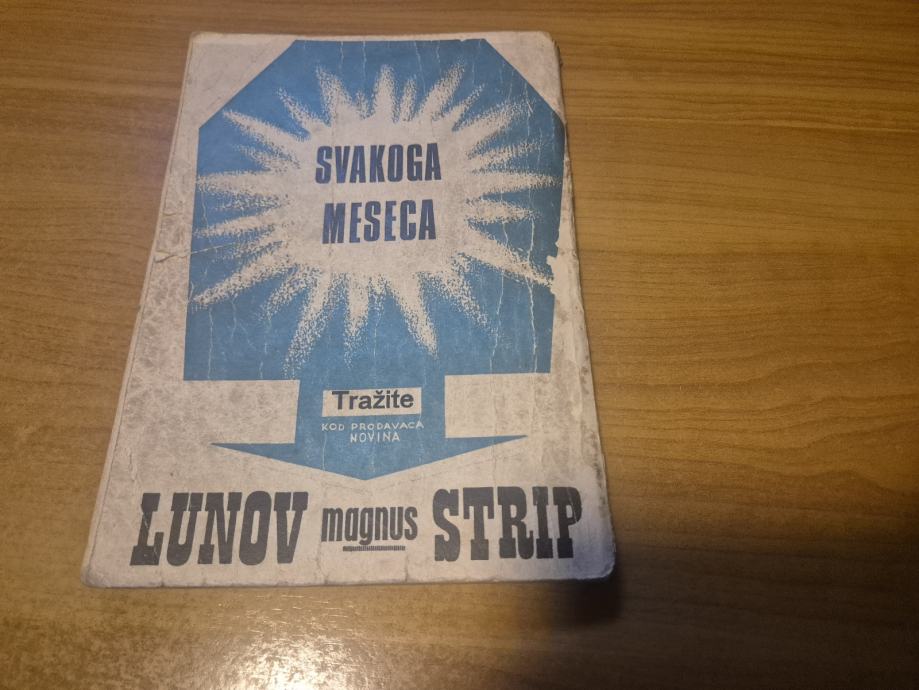 SVAKOGA
MESECA
Tražite
KOD PRODAVACA
NOVINA
LUNOV magnus STRIP